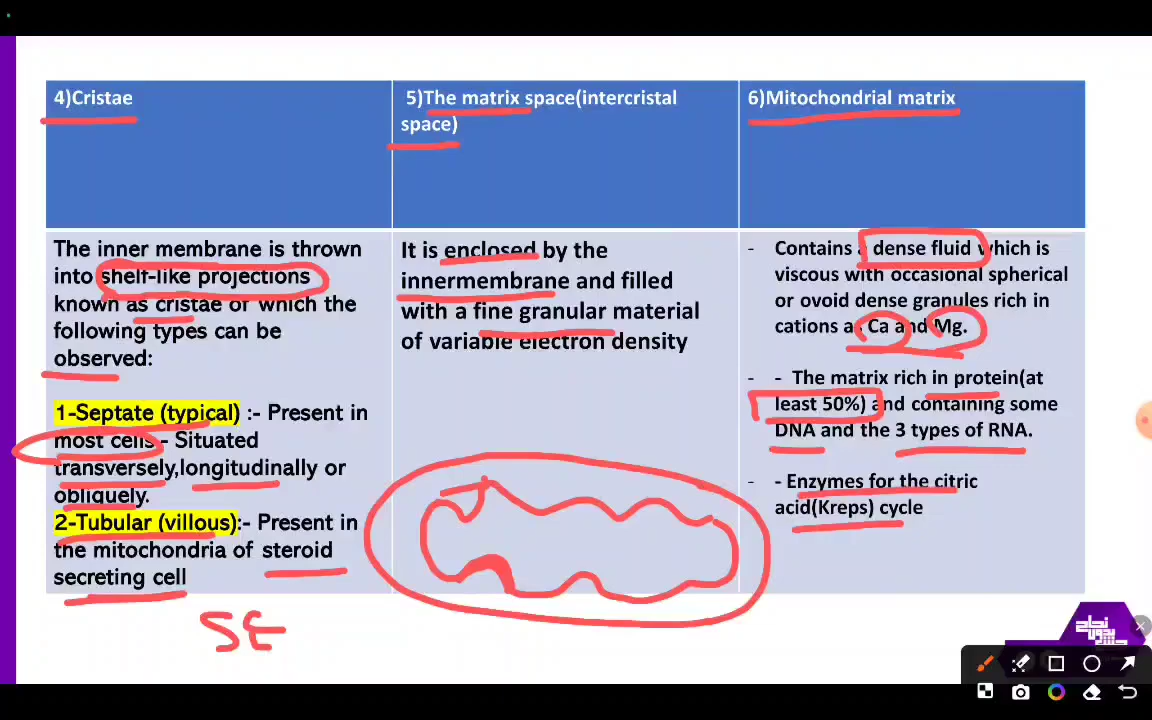 4)Cristae
5)The matrix space(intercristal
space)
6)Mitochondrial matrix
The inner membrane is thrown
into shelf-like projections
known as cristae of which the
following types can be
observed:
1-Septate (typical) :- Present in
most cells - Situated
transversely,longitudinally or
obliquely.
2-Tubular (villous):- Present in
the mitochondria of steroid
secreting cell
It is enclosed by the
innermembrane and filled
with a fine granular material
of variable electron density
- Contains a dense fluid which is
viscous with occasional spherical
or ovoid dense granules rich in
cations as Ca and Mg.
- - The matrix rich in protein(at
least 50%) and containing some
DNA and the 3 types of RNA.
- - Enzymes for the citric
acid(Kreps) cycle
SE